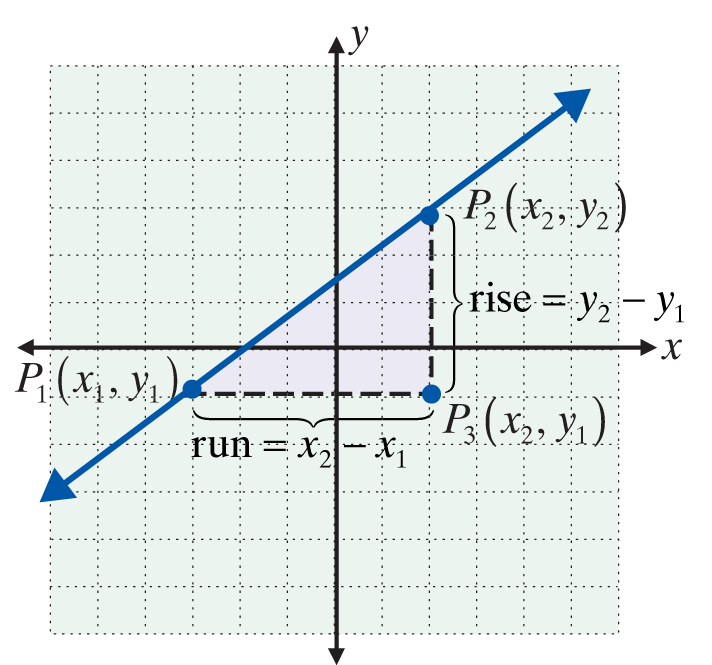 y
P₂(x₂, y₂)
rise = y₂ − y₁
x
P₁(x₁, y₁)
P₃(x₂, y₁)
run = x₂ − x₁